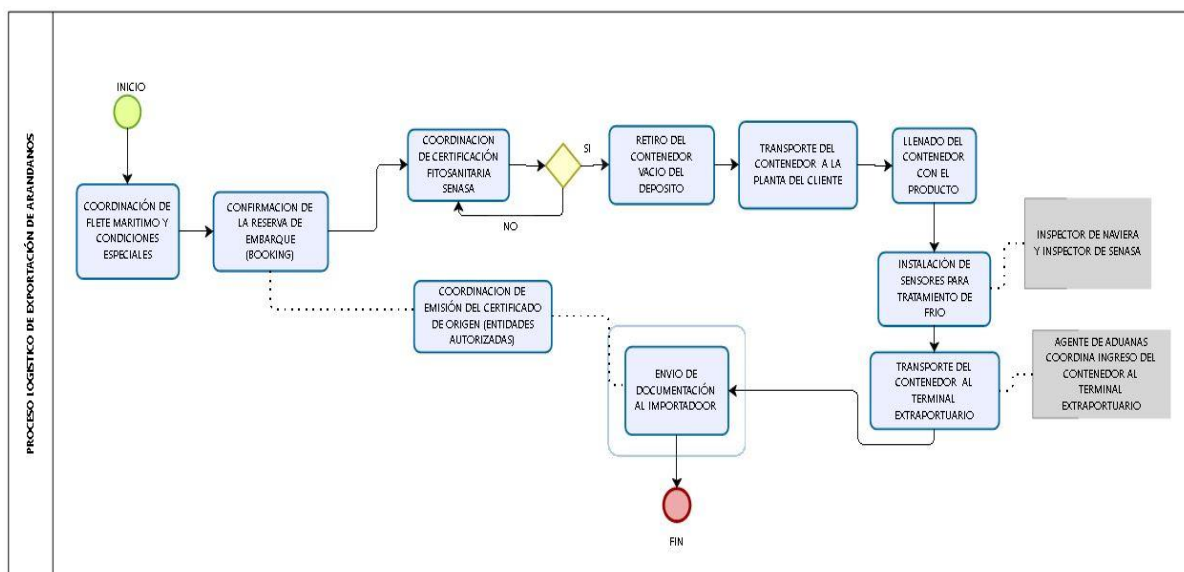 PROCESO LOGISTICO DE EXPORTACIÓN DE ARANDANOS
INICIO
COORDINACIÓN DE
FLETE MARITIMO Y
CONDICIONES
ESPECIALES
CONFIRMACION DE
LA RESERVA DE
EMBARQUE
(BOOKING)
COORDINACION
DE CERTIFICACIÓN
FITOSANITARIA
SENASA
SI
NO
RETIRO DEL
CONTENEDOR
VACIO DEL
DEPOSITO
TRANSPORTE DEL
CONTENEDOR A LA
PLANTA DEL CLIENTE
LLENADO DEL
CONTENEDOR
CON EL
PRODUCTO
INSTALACIÓN DE
SENSORES PARA
TRATAMIENTO DE
FRIO
INSPECTOR DE NAVIERA
Y INSPECTOR DE SENASA
COORDINACION DE
EMISIÓN DEL CERTIFICADO
DE ORIGEN (ENTIDADES
AUTORIZADAS)
TRANSPORTE DEL
CONTENEDOR AL
TERMINAL
EXTRAPORTUARIO
AGENTE DE ADUANAS
COORDINA INGRESO DEL
CONTENEDOR AL
TERMINAL
EXTRAPORTUARIO
ENVIO DE
DOCUMENTACIÓN
AL IMPORTADOOR
FIN